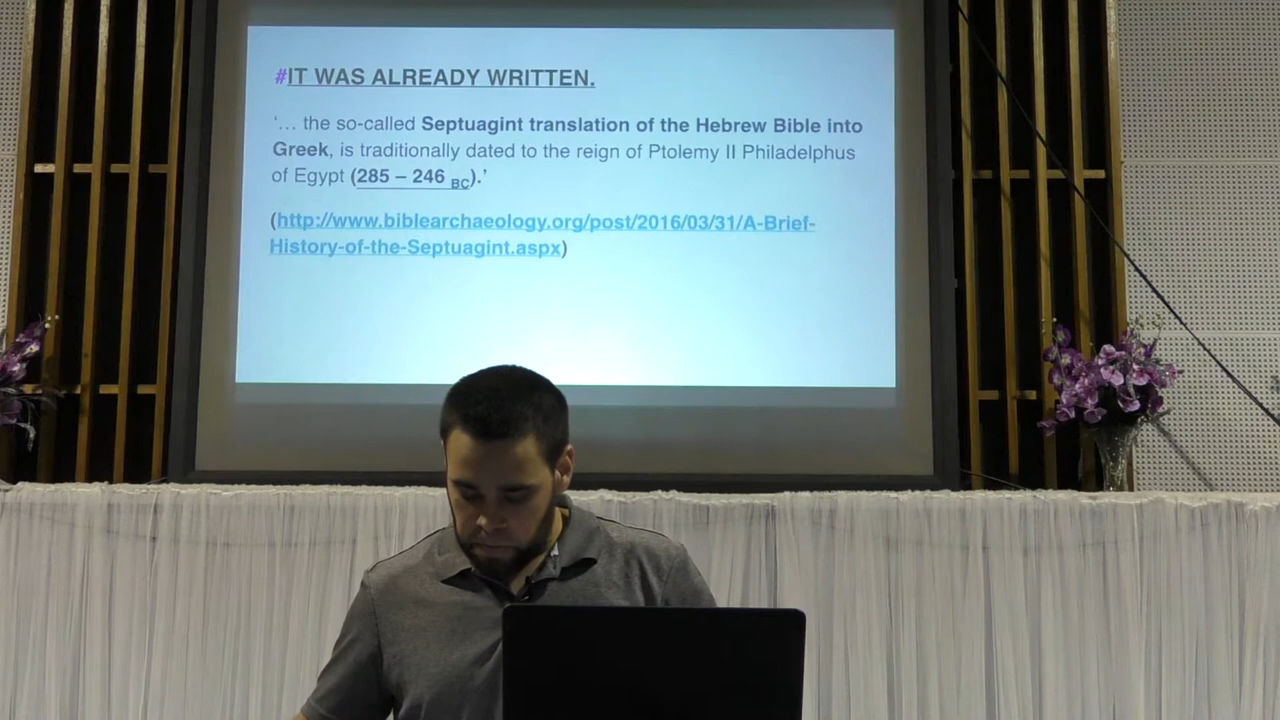 #IT WAS ALREADY WRITTEN.
‘… the so-called Septuagint translation of the Hebrew Bible into
Greek, is traditionally dated to the reign of Ptolemy II Philadelphus
of Egypt (285 – 246 BC).’
(http://www.biblearchaeology.org/post/2016/03/31/A-Brief-
History-of-the-Septuagint.aspx)